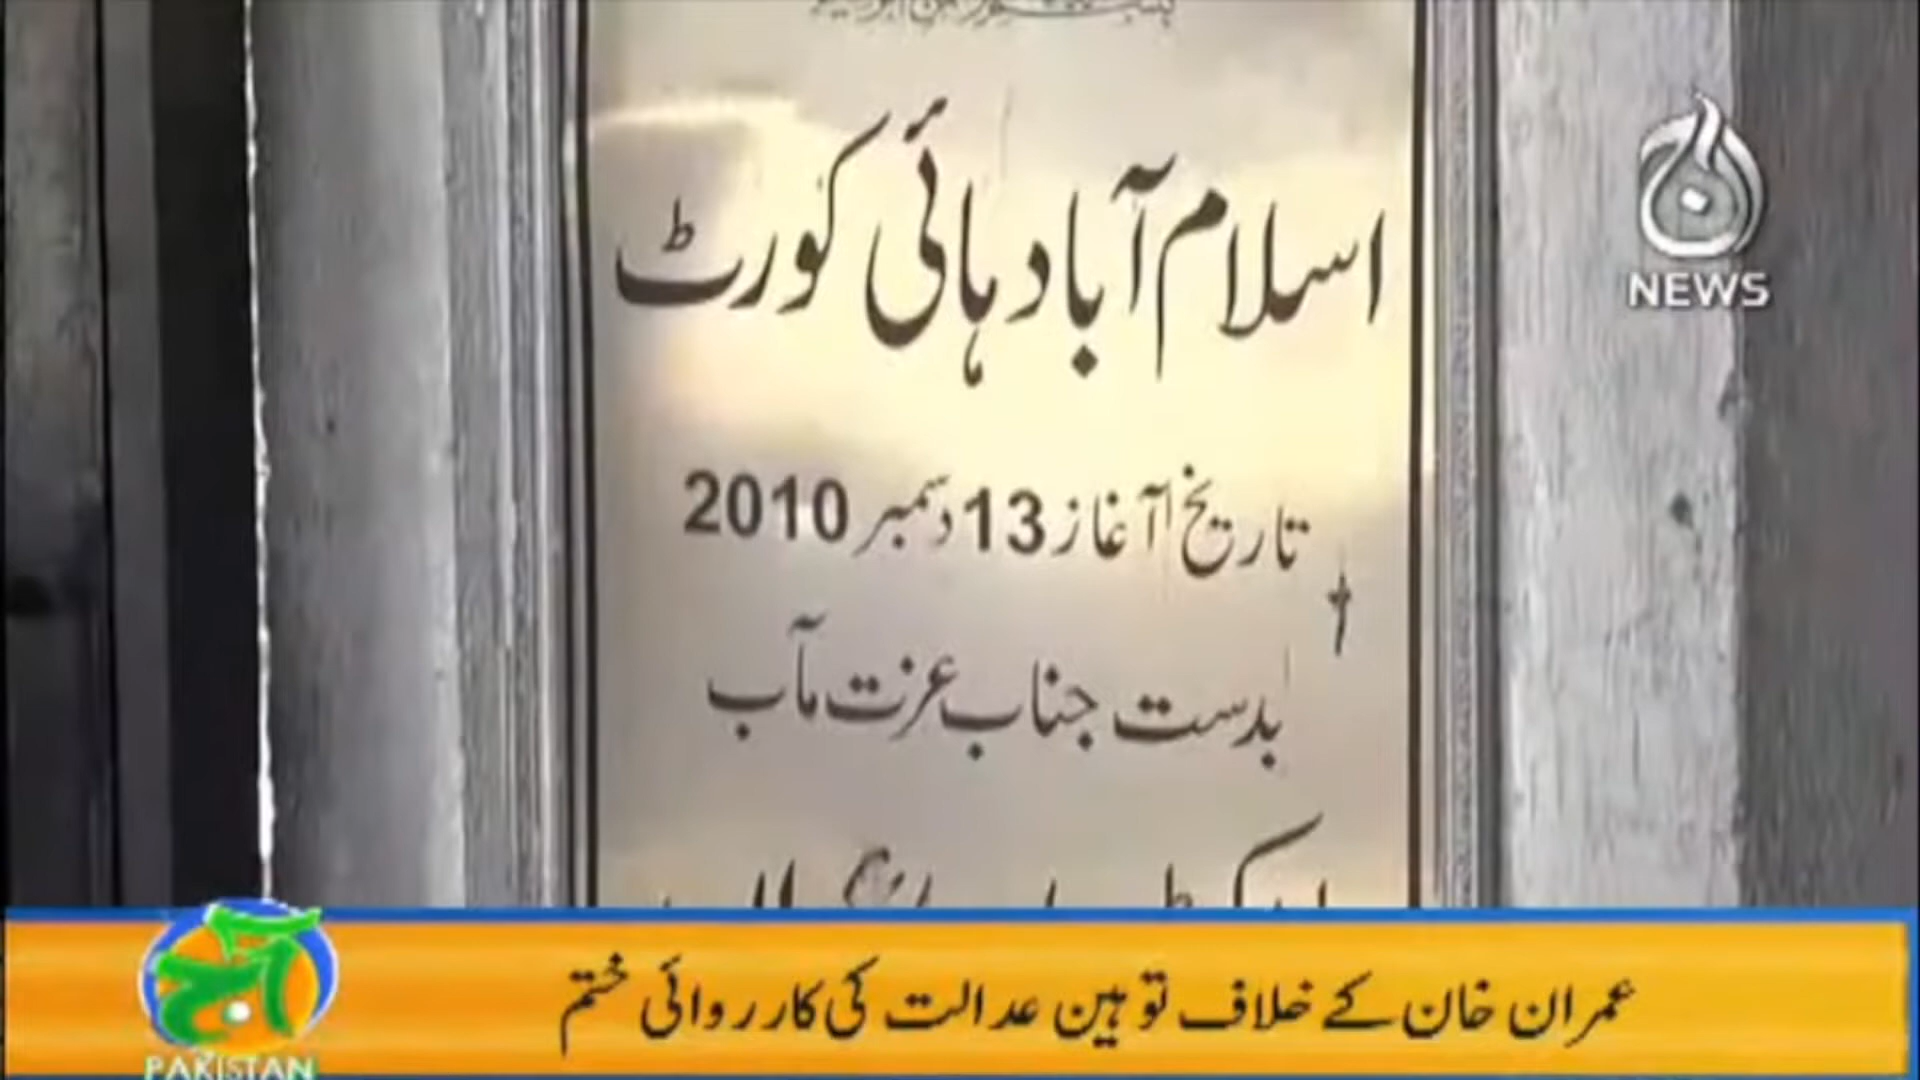 اسلام آباد ہائی کورٹ
NEWS
تاریخ آغاز 13 دسمبر 2010
بدست جناب عزت مآب
عمران خان کے خلاف توہین عدالت کی کارروائی ختم
آج
PAKISTAN